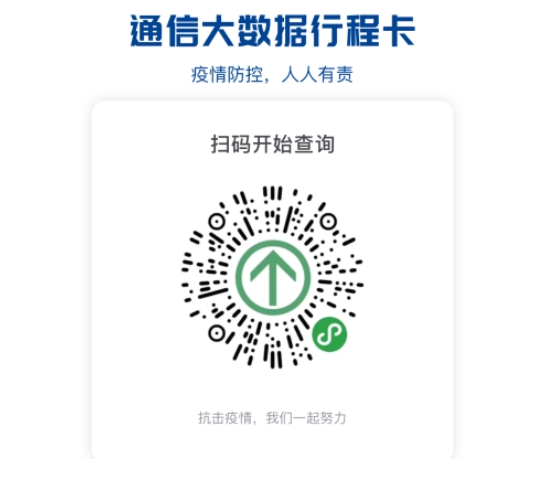 通信大数据行程卡
疫情防控，人人有责
扫码开始查询
抗击疫情，我们一起努力